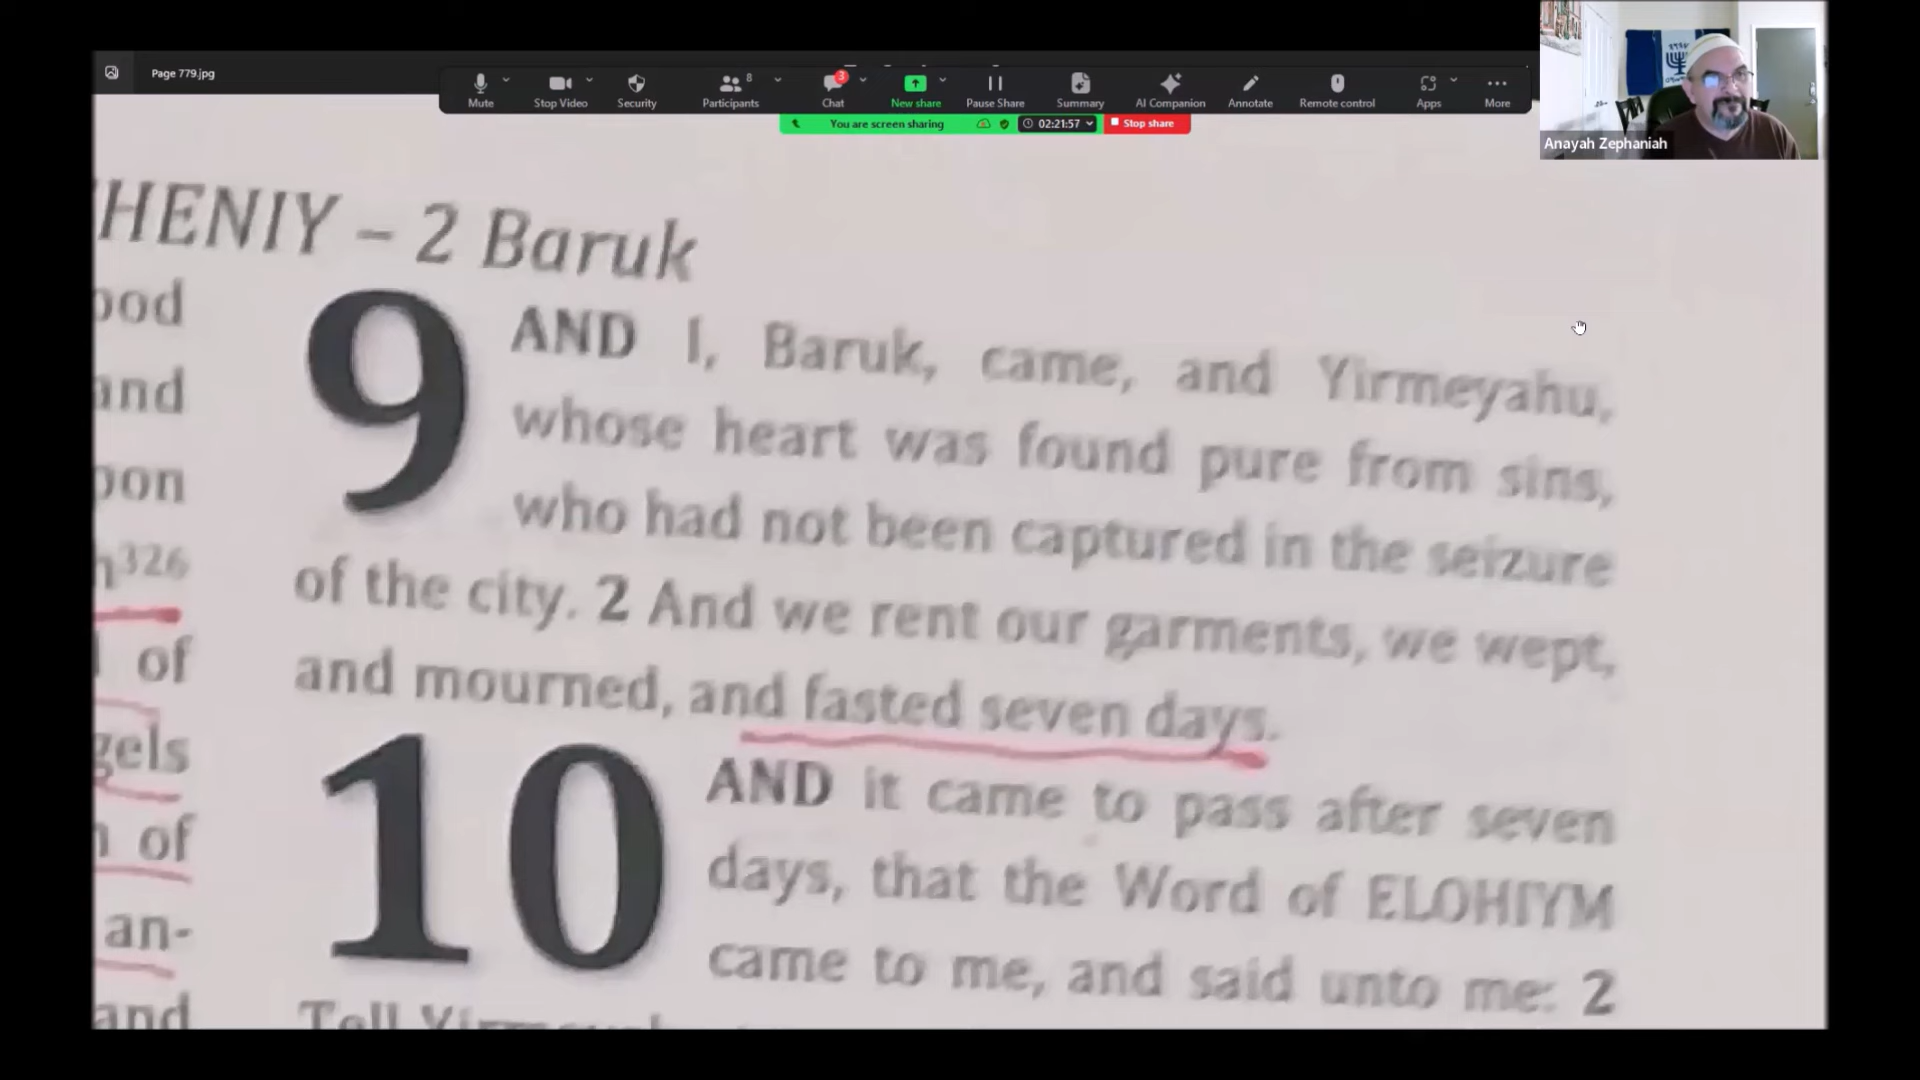 Page 779.jpg
Mute
Stop Video
Security
8
Participants
3
Chat
New share
Pause Share
Summary
AI Companion
Annotate
Remote control
Apps
More
You are screen sharing
02:21:57
Stop share
Anayah Zephaniah
HENIY – 2 Baruk
ood
and
pon
h326
of
gels
n of
an-
and
9 AND I, Baruk, came, and Yirmeyahu,
whose heart was found pure from sins,
who had not been captured in the seizure
of the city. 2 And we rent our garments, we wept,
and mourned, and fasted seven days.
10 AND it came to pass after seven
days, that the Word of ELOHIYM
came to me, and said unto me: 2
Tell